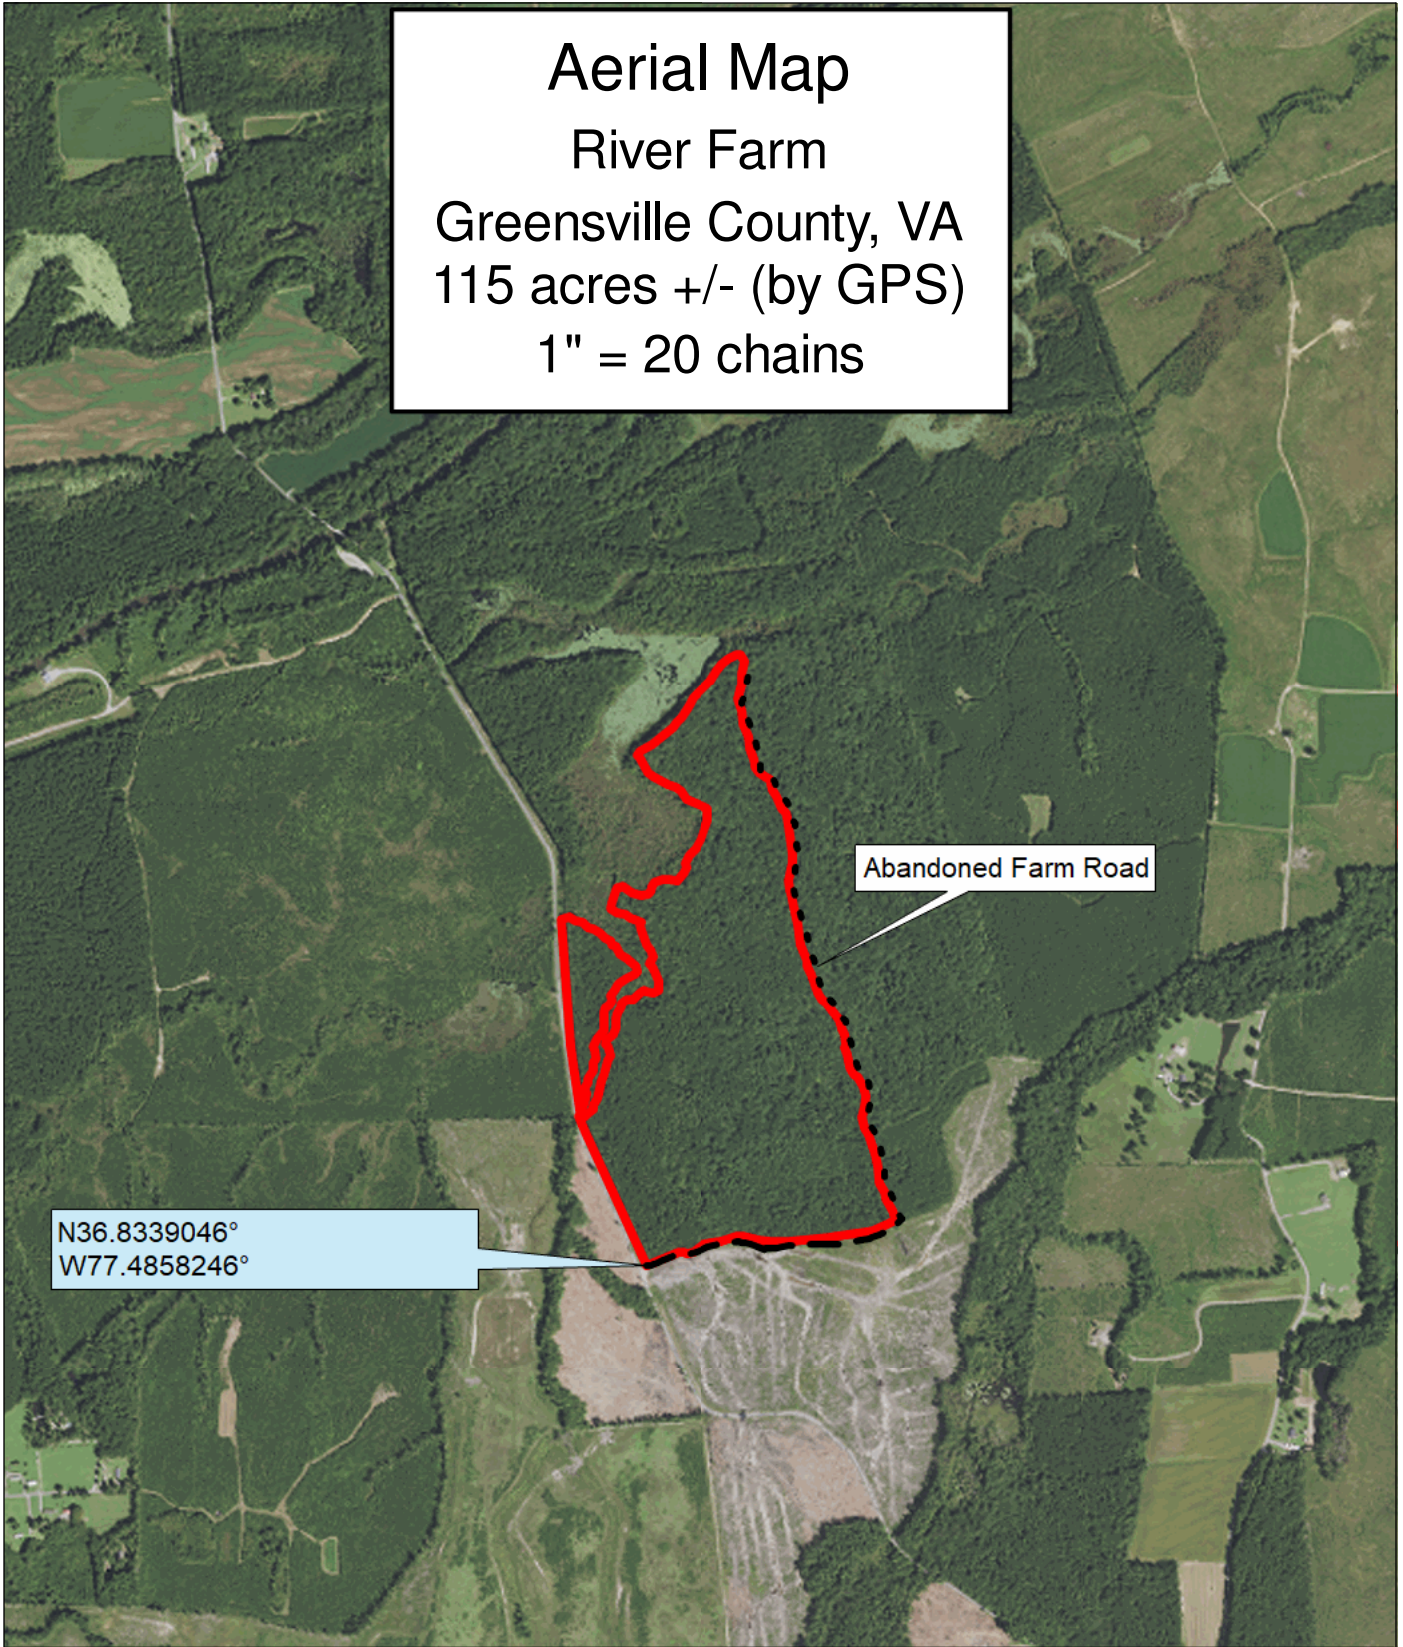 Aerial Map
River Farm
Greensville County, VA
115 acres +/- (by GPS)
1" = 20 chains
Abandoned Farm Road
N36.8339046°
W77.4858246°